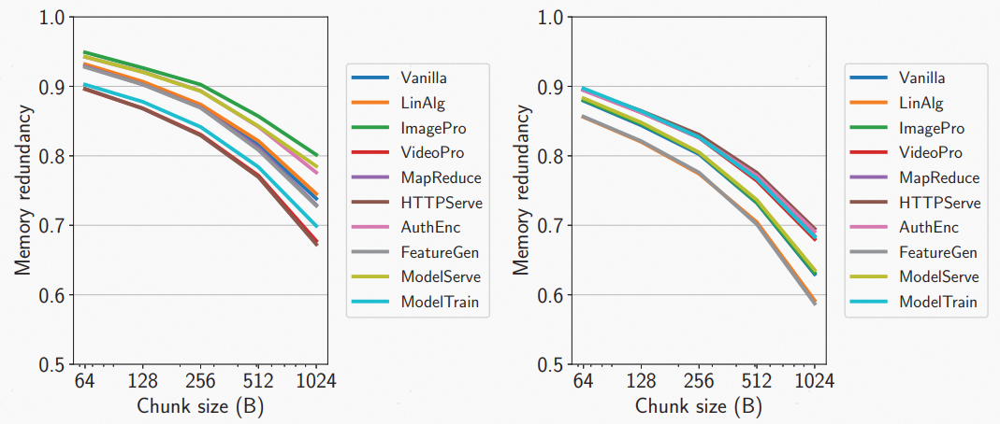 1.0
0.9
0.8
0.7
0.6
0.5
Memory redundancy
64 128 256 512 1024
Chunk size (B)
Vanilla
LinAlg
ImagePro
VideoPro
MapReduce
HTTPServe
AuthEnc
FeatureGen
ModelServe
ModelTrain
1.0
0.9
0.8
0.7
0.6
0.5
Memory redundancy
64 128 256 512 1024
Chunk size (B)
Vanilla
LinAlg
ImagePro
VideoPro
MapReduce
HTTPServe
AuthEnc
FeatureGen
ModelServe
ModelTrain